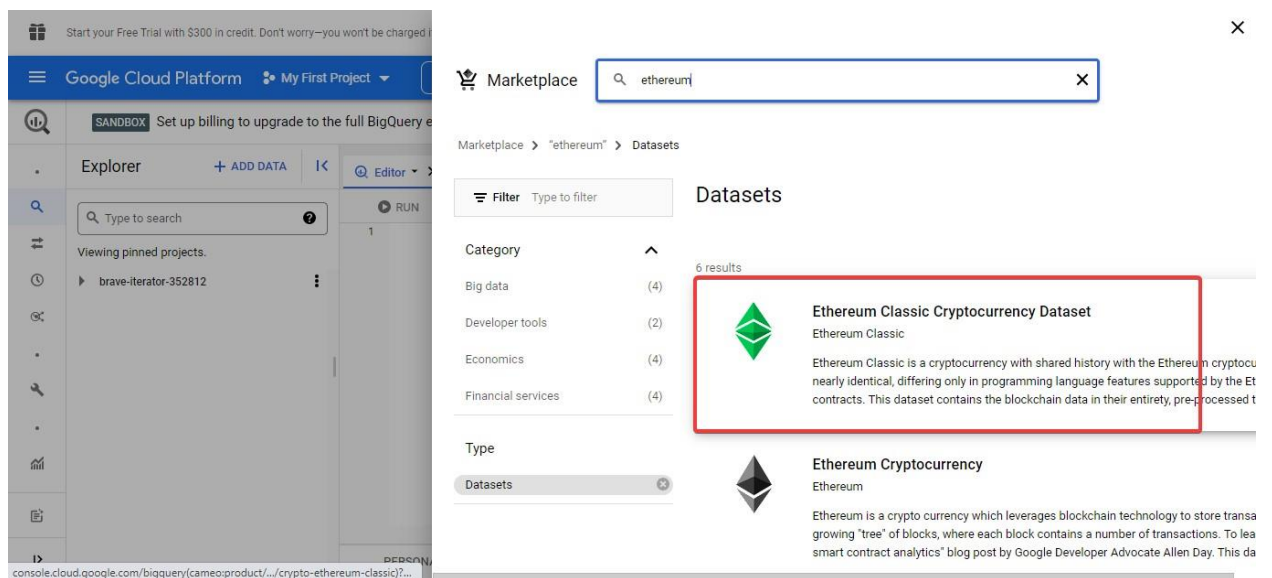 Start your Free Trial with $300 in credit. Don't worry—you won't be charged i
Google Cloud Platform
My First Project
SANDBOX Set up billing to upgrade to the full BigQuery e
Explorer
+ ADD DATA
Editor
Type to search
RUN
1
Viewing pinned projects.
brave-iterator-352812
PERSONA
console.cloud.google.com/bigquery(cameo:product/.../crypto-ethereum-classic)?...
Marketplace
ethereum
Marketplace > "ethereum" > Datasets
Filter Type to filter
Category
Big data (4)
Developer tools (2)
Economics (4)
Financial services (4)
Type
Datasets
Datasets
6 results
Ethereum Classic Cryptocurrency Dataset
Ethereum Classic
Ethereum Classic is a cryptocurrency with shared history with the Ethereum cryptocu
nearly identical, differing only in programming language features supported by the Et
contracts. This dataset contains the blockchain data in their entirety, pre-processed t
Ethereum Cryptocurrency
Ethereum
Ethereum is a crypto currency which leverages blockchain technology to store transa
growing "tree" of blocks, where each block contains a number of transactions. To lea
smart contract analytics" blog post by Google Developer Advocate Allen Day. This da